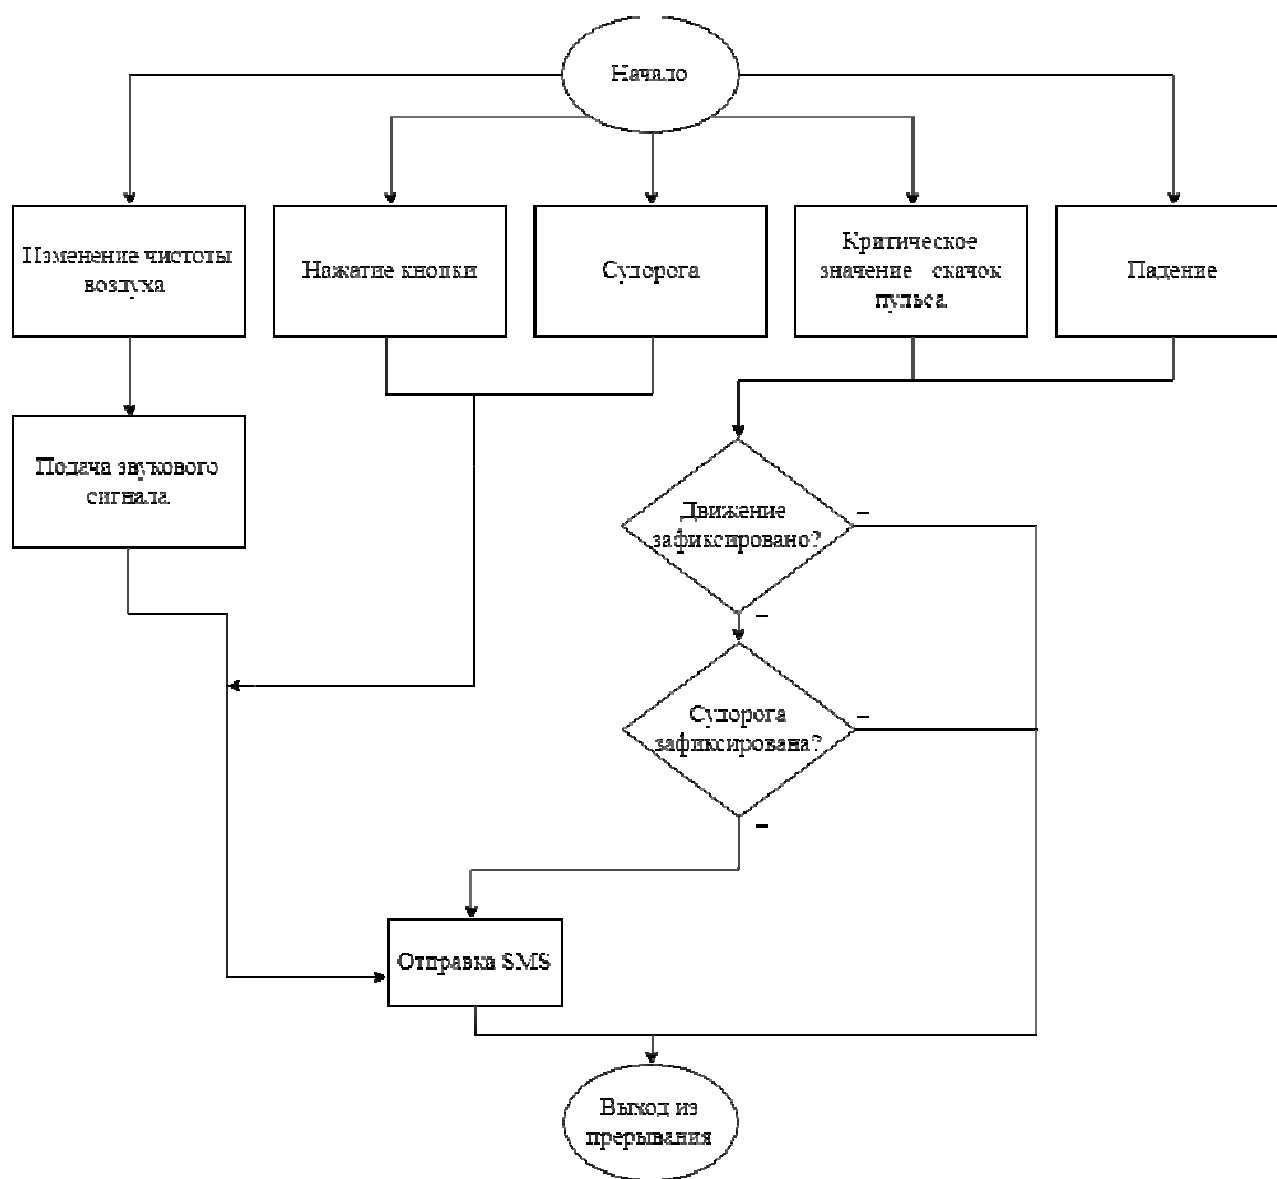 Начало
Изменение чистоты
воздуха
Нажатие кнопки
Судорога
Критическое
значение скачок
пульса
Падение
Подача звукового
сигнала
Движение
зафиксировано?
–
–
Судорога
зафиксирована?
–
–
Отправка SMS
Выход из
прерывания